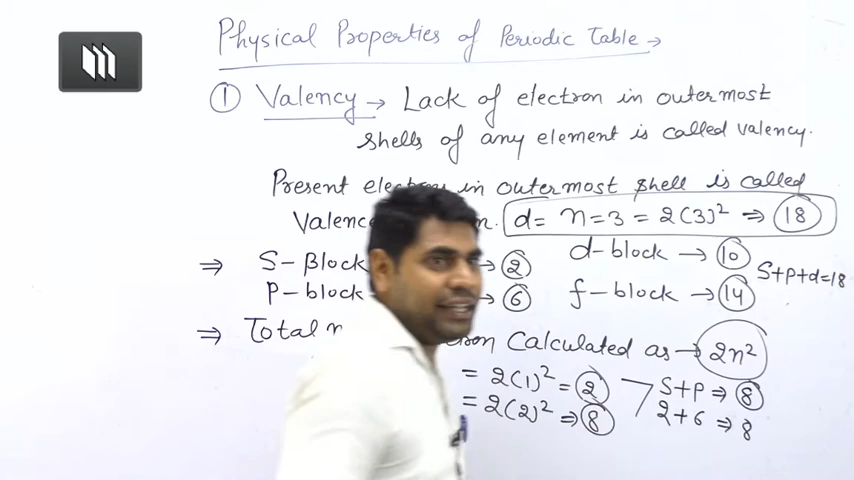 Physical Properties of Periodic Table →
① Valency → Lack of electron in outermost
shells of any element is called valency.
Present electron in outermost shell is called
Valence n. d = n = 3 = 2(3)² ⇒ 18
⇒ S-Block → 2 d-block → 10
S+p+d=18
P-block → 6 f-block → 14
⇒ Total Calculated as → 2n²
= 2(1)² = 2 S+P ⇒ 8
= 2(2)² ⇒ 8 2+6 ⇒ 8